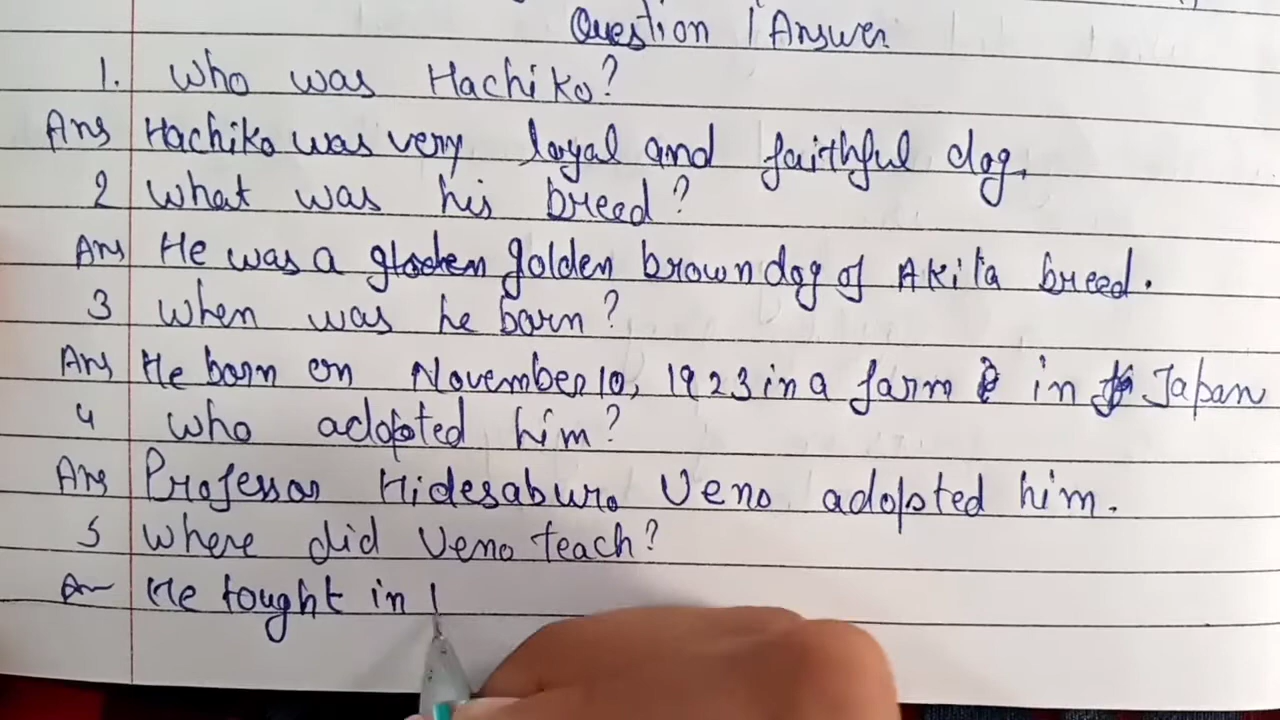 Question | Answer
1. Who was Hachiko?
Ans Hachiko was very loyal and faithful dog.
2 What was his breed?
Ans He was a golden brown dog of Akita breed.
3 When was he barn?
Ans He born on November 10, 1923 in a farm in Japan
4 Who adopted him?
Ans Professor Hidesaburo Ueno adopted him.
5 Where did Ueno teach?
An He tought in